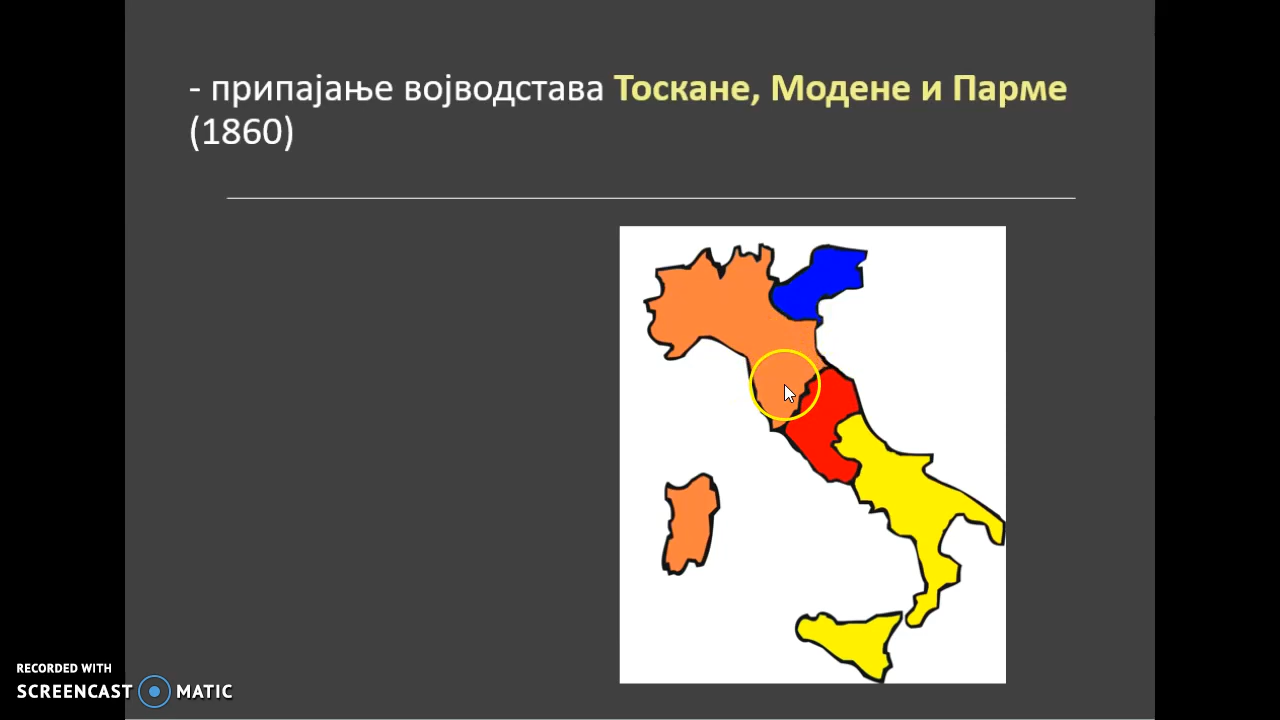 - припајање војводстава Тоскане, Модене и Парме
(1860)
RECORDED WITH
SCREENCAST MATIC